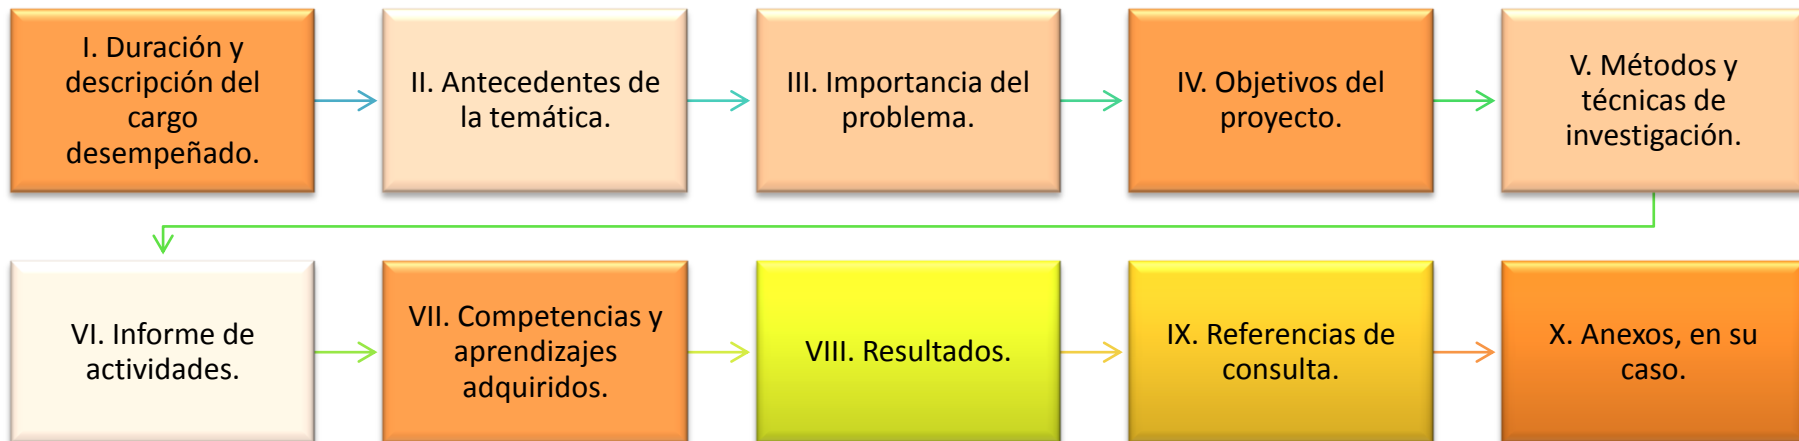 I. Duración y
descripción del
cargo
desempeñado.
II. Antecedentes de
la temática.
III. Importancia del
problema.
IV. Objetivos del
proyecto.
V. Métodos y
técnicas de
investigación.
VI. Informe de
actividades.
VII. Competencias y
aprendizajes
adquiridos.
VIII. Resultados.
IX. Referencias de
consulta.
X. Anexos, en su
caso.